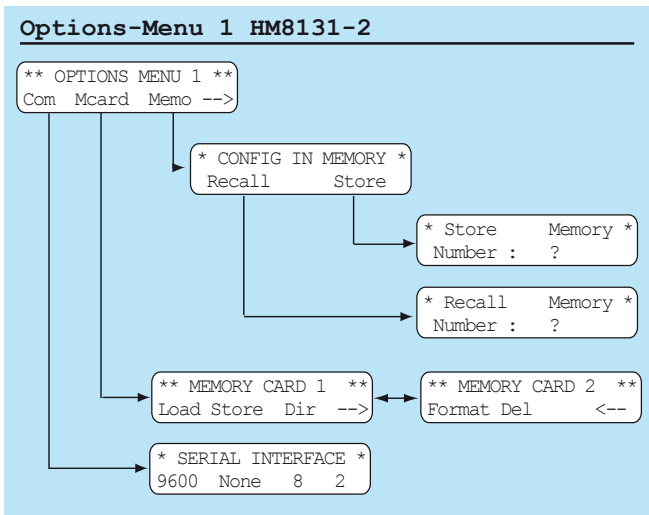 Options-Menu 1 HM8131-2
** OPTIONS MENU 1 **
Com Mcard Memo -->
* CONFIG IN MEMORY *
Recall Store
* Store Memory *
Number : ?
* Recall Memory *
Number : ?
** MEMORY CARD 1 **
Load Store Dir -->
** MEMORY CARD 2 **
Format Del <--
* SERIAL INTERFACE *
9600 None 8 2